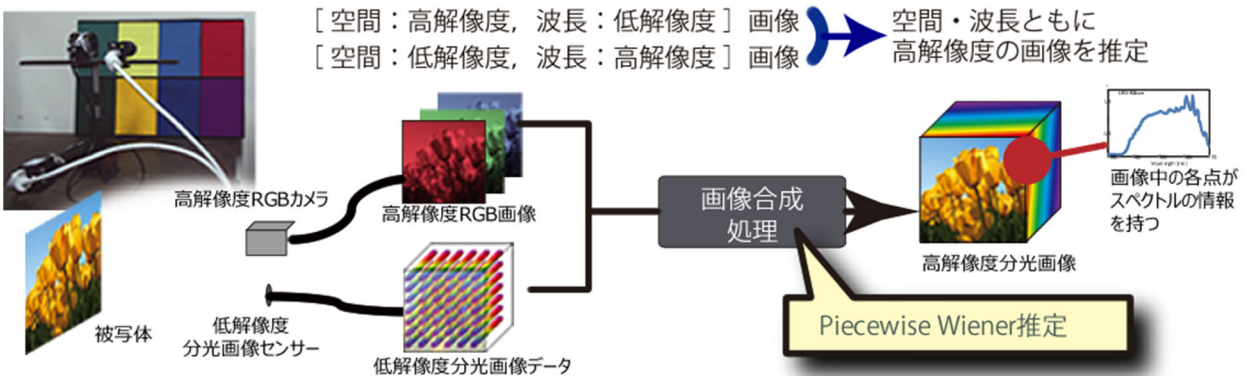 [ 空間：高解像度，波長：低解像度 ] 画像
[ 空間：低解像度，波長：高解像度 ] 画像
空間・波長ともに
高解像度の画像を推定
高解像度RGBカメラ
高解像度RGB画像
被写体
低解像度
分光画像センサー
低解像度分光画像データ
画像合成
処理
Piecewise Wiener推定
高解像度分光画像
画像中の各点が
スペクトルの情報
を持つ